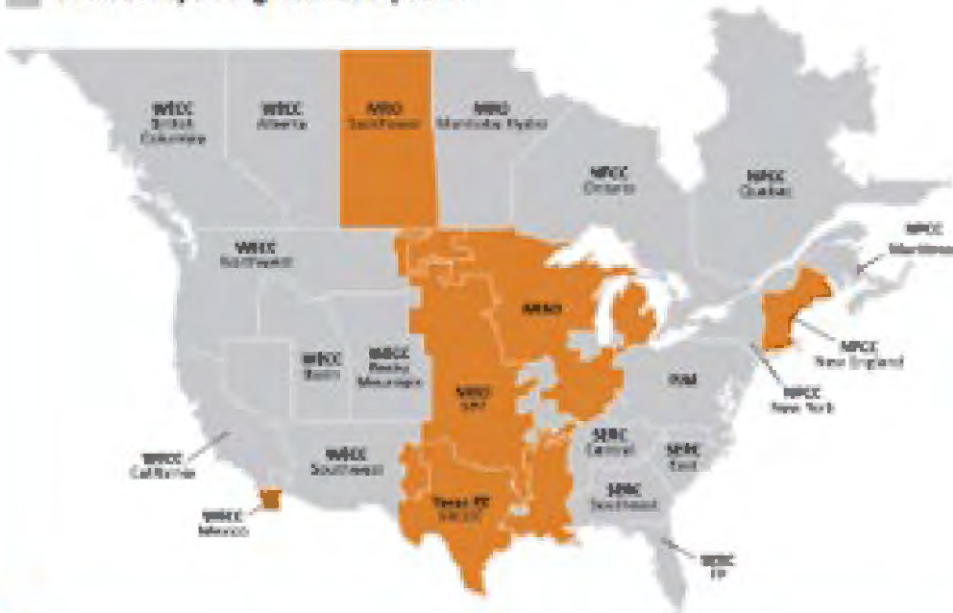 WECC
British
Columbia
WECC
Alberta
MRO
MRO
Manitoba Hydro
NPCC
Ontario
NPCC
Quebec
NPCC
Maritimes
WECC
Northwest
MISO
NPCC
New England
NPCC
New York
PJM
WECC
Basin
WECC
Rocky
Mountain
MRO
SPP
SERC
Central
SERC
East
WECC
California
WECC
Southwest
WECC
Mexico
Texas RE
ERCOT
SERC
Southeast
SERC
FP